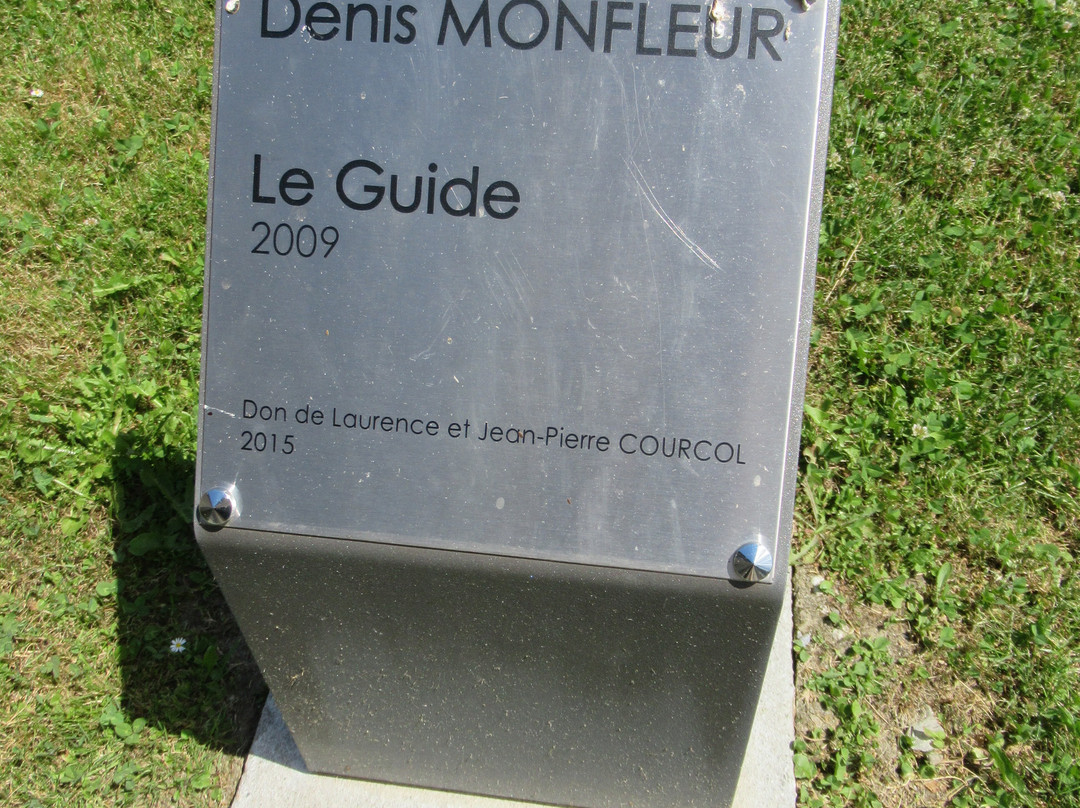 Denis MONFLEUR
Le Guide
2009
Don de Laurence et Jean-Pierre COURCOL
2015